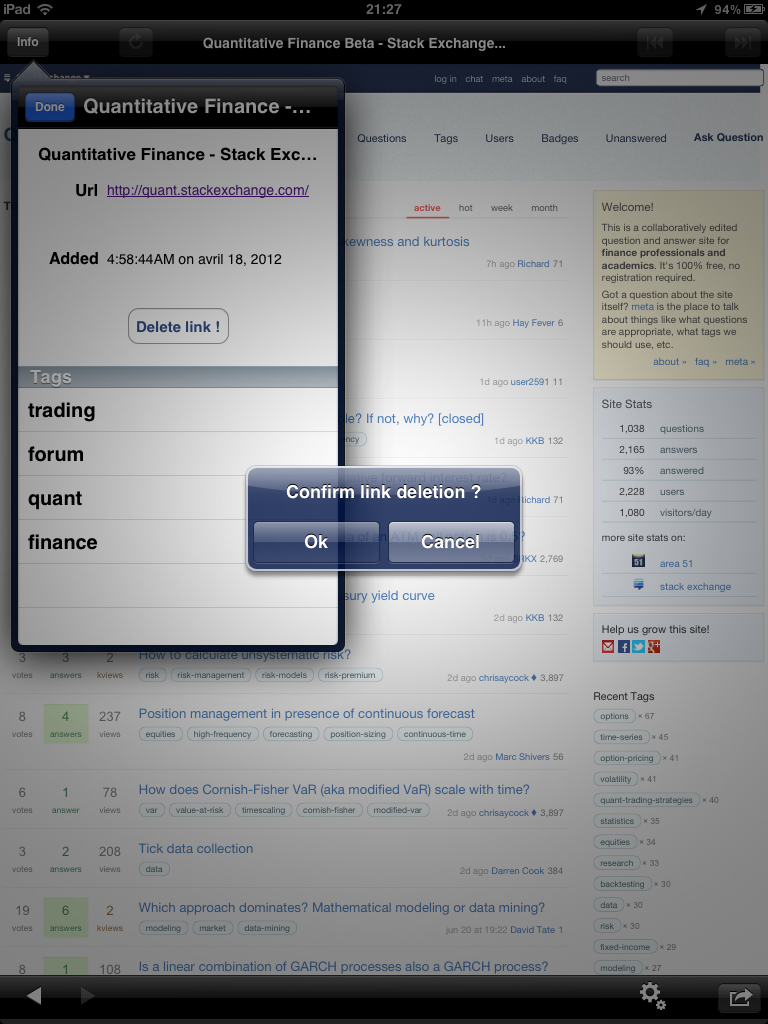 iPad
21:27
94%
Info
Quantitative Finance Beta - Stack Exchange...
log in chat meta about faq
search
Done
Quantitative Finance -...
Questions Tags Users Badges Unanswered Ask Question
Quantitative Finance - Stack Exc...
Url http://quant.stackexchange.com/
Added 4:58:44AM on avril 18, 2012
Delete link !
Tags
trading
forum
quant
finance
active hot week month
kewness and kurtosis
7h ago Richard 71
11h ago Hay Fever 6
1d ago user2591 11
e? If not, why? [closed]
1d ago KKB 132
Richard 71
Confirm link deletion ?
Ok
Cancel
2,769
sury yield curve
2d ago KKB 132
Welcome!
This is a collaboratively edited
question and answer site for
finance professionals and
academics. It's 100% free, no
registration required.
Got a question about the site
itself? meta is the place to talk
about things like what questions
are appropriate, what tags we
should use, etc.
about » faq » meta »
Site Stats
1,038 questions
2,165 answers
93% answered
2,228 users
1,080 visitors/day
more site stats on:
51 area 51
stack exchange
Help us grow this site!
3 3 2 How to calculate unsystematic risk?
votes answers kviews risk risk-management risk-models risk-premium
2d ago chrisaycock ♦ 3,897
8 4 237 Position management in presence of continuous forecast
votes answers views equities high-frequency forecasting position-sizing continuous-time
2d ago Marc Shivers 56
6 1 78 How does Cornish-Fisher VaR (aka modified VaR) scale with time?
votes answer views var value-at-risk timescaling cornish-fisher modified-var
2d ago chrisaycock ♦ 3,897
3 2 208 Tick data collection
votes answers views data
2d ago Darren Cook 384
19 6 2 Which approach dominates? Mathematical modeling or data mining?
votes answers kviews modeling market data-mining
jun 20 at 19:22 David Tate 1
8 1 108 Is a linear combination of GARCH processes also a GARCH process?
Recent Tags
options × 67
time-series × 45
option-pricing × 41
volatility × 41
quant-trading-strategies × 40
statistics × 35
equities × 34
research × 33
backtesting × 30
data × 30
risk × 30
fixed-income × 29
modeling × 27